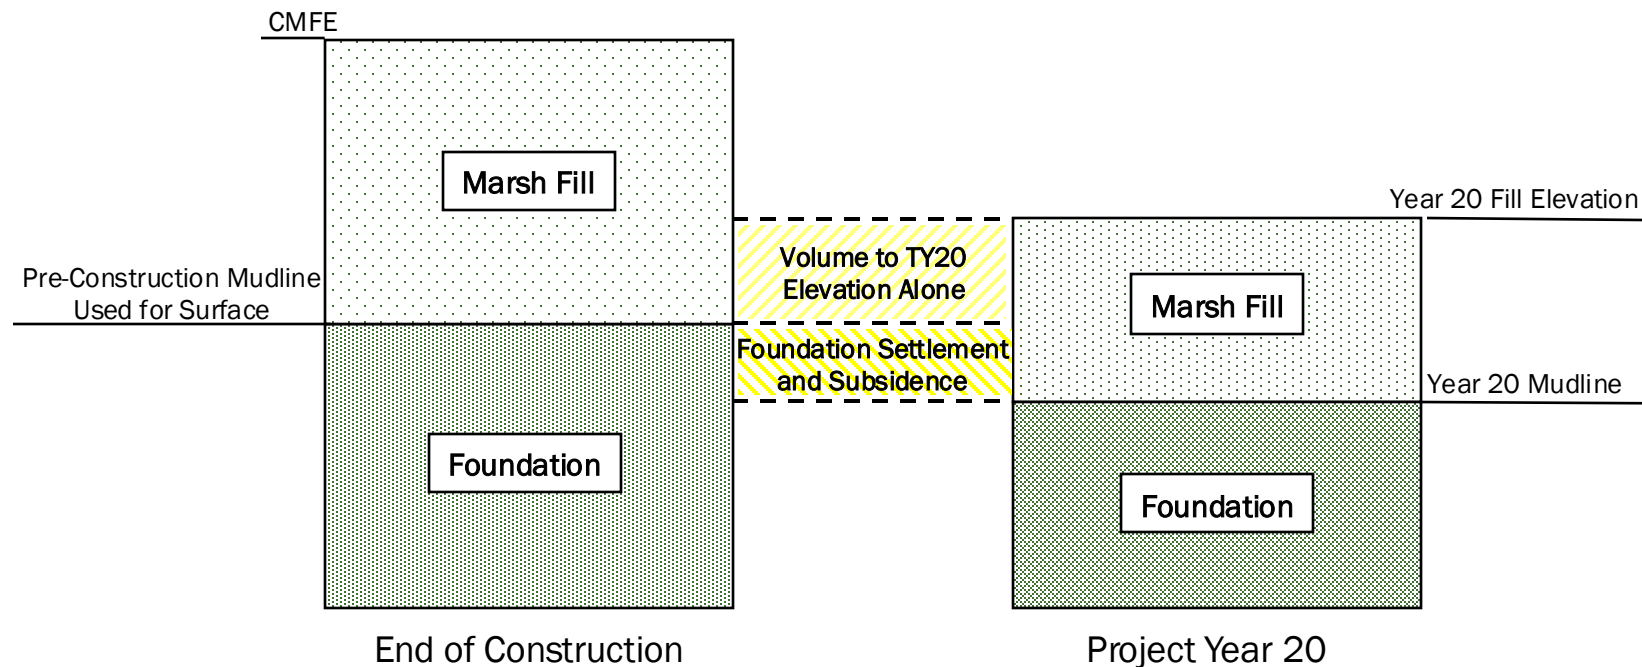 CMFE
Marsh Fill
Pre-Construction Mudline
Used for Surface
Foundation
End of Construction
Volume to TY20
Elevation Alone
Foundation Settlement
and Subsidence
Year 20 Fill Elevation
Marsh Fill
Year 20 Mudline
Foundation
Project Year 20